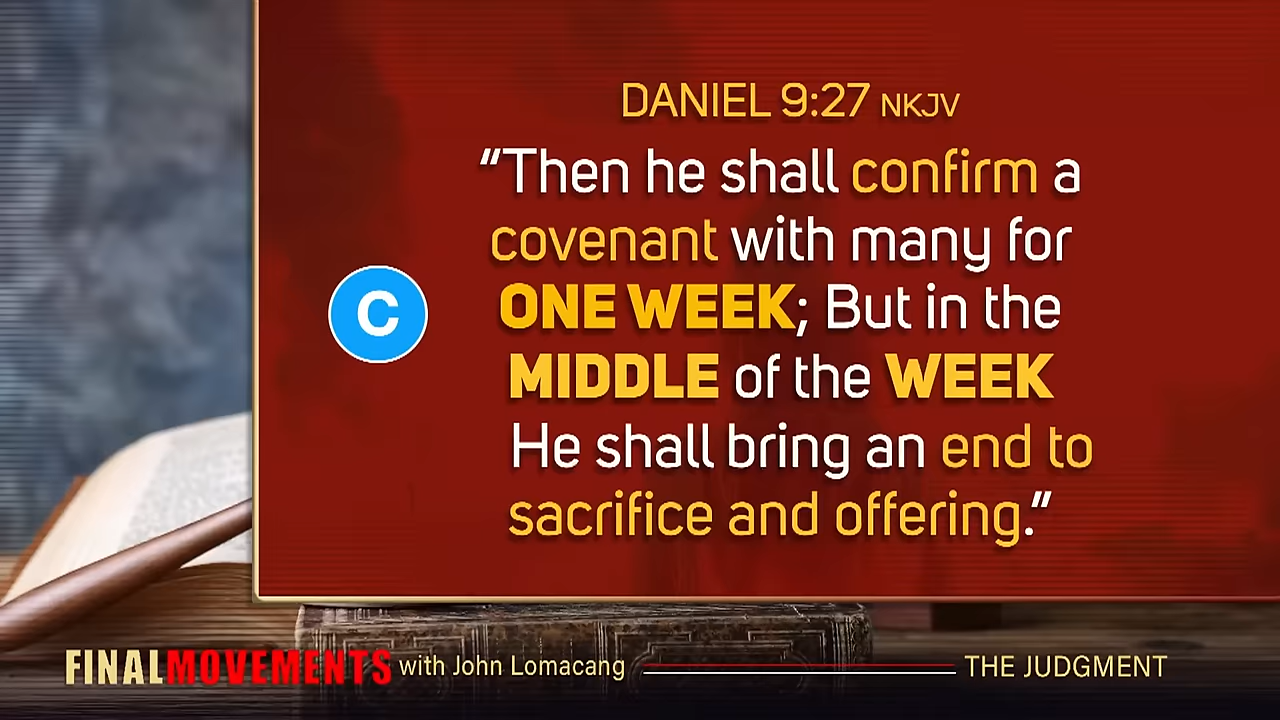 DANIEL 9:27 NKJV
“Then he shall confirm a
covenant with many for
ONE WEEK; But in the
MIDDLE of the WEEK
He shall bring an end to
sacrifice and offering.”
C
FINALMOVEMENTS with John Lomacang THE JUDGMENT